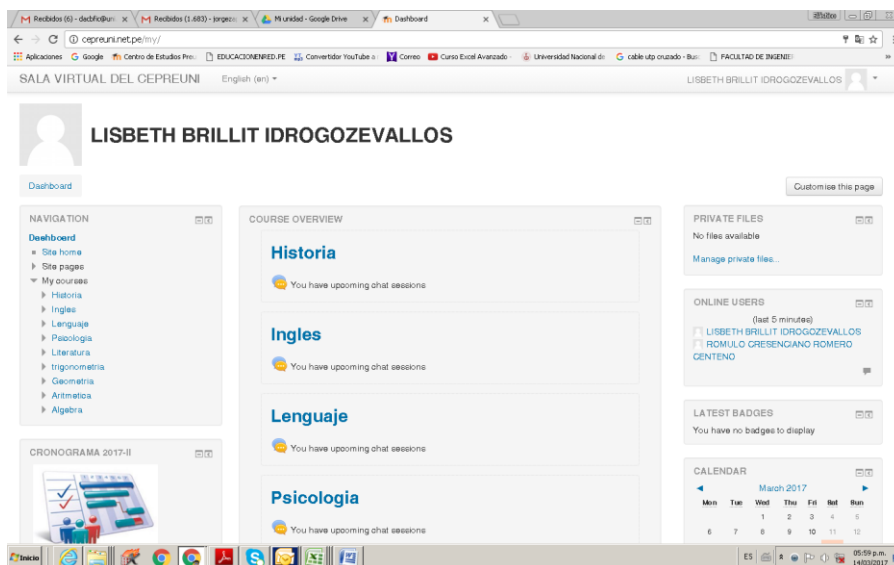 Recibidos (6) - dacbfic@un
Recibidos (1.683) - jorgeze
Mi unidad - Google Drive
Dashboard
cepreuni.net.pe/my/
Aplicaciones
Google
Centro de Estudios Pre
EDUCACIONENRED.PE
Convertidor YouTube a
Correo
Curso Excel Avanzado -
Universidad Nacional de
cable utp cruzado - Bus
FACULTAD DE INGENIE
SALA VIRTUAL DEL CEPREUNI
English (en)
LISBETH BRILLIT IDROGOZEVALLOS
LISBETH BRILLIT IDROGOZEVALLOS
Dashboard
Customise this page
NAVIGATION
Dashboard
Site home
Site pages
My courses
Historia
Ingles
Lenguaje
Psicologia
Literatura
trigonometria
Geometria
Aritmetica
Algebra
CRONOGRAMA 2017-II
COURSE OVERVIEW
Historia
You have upcoming chat sessions
Ingles
You have upcoming chat sessions
Lenguaje
You have upcoming chat sessions
Psicologia
You have upcoming chat sessions
PRIVATE FILES
No files available
Manage private files...
ONLINE USERS
(last 5 minutes)
LISBETH BRILLIT IDROGOZEVALLOS
ROMULO CRESENCIANO ROMERO
CENTENO
LATEST BADGES
You have no badges to display
CALENDAR
March 2017
Mon Tue Wed Thu Fri Sat Sun
1 2 3 4 5
6 7 8 9 10 11 12
Inicio
ES
05:59 p.m.
14/03/2017